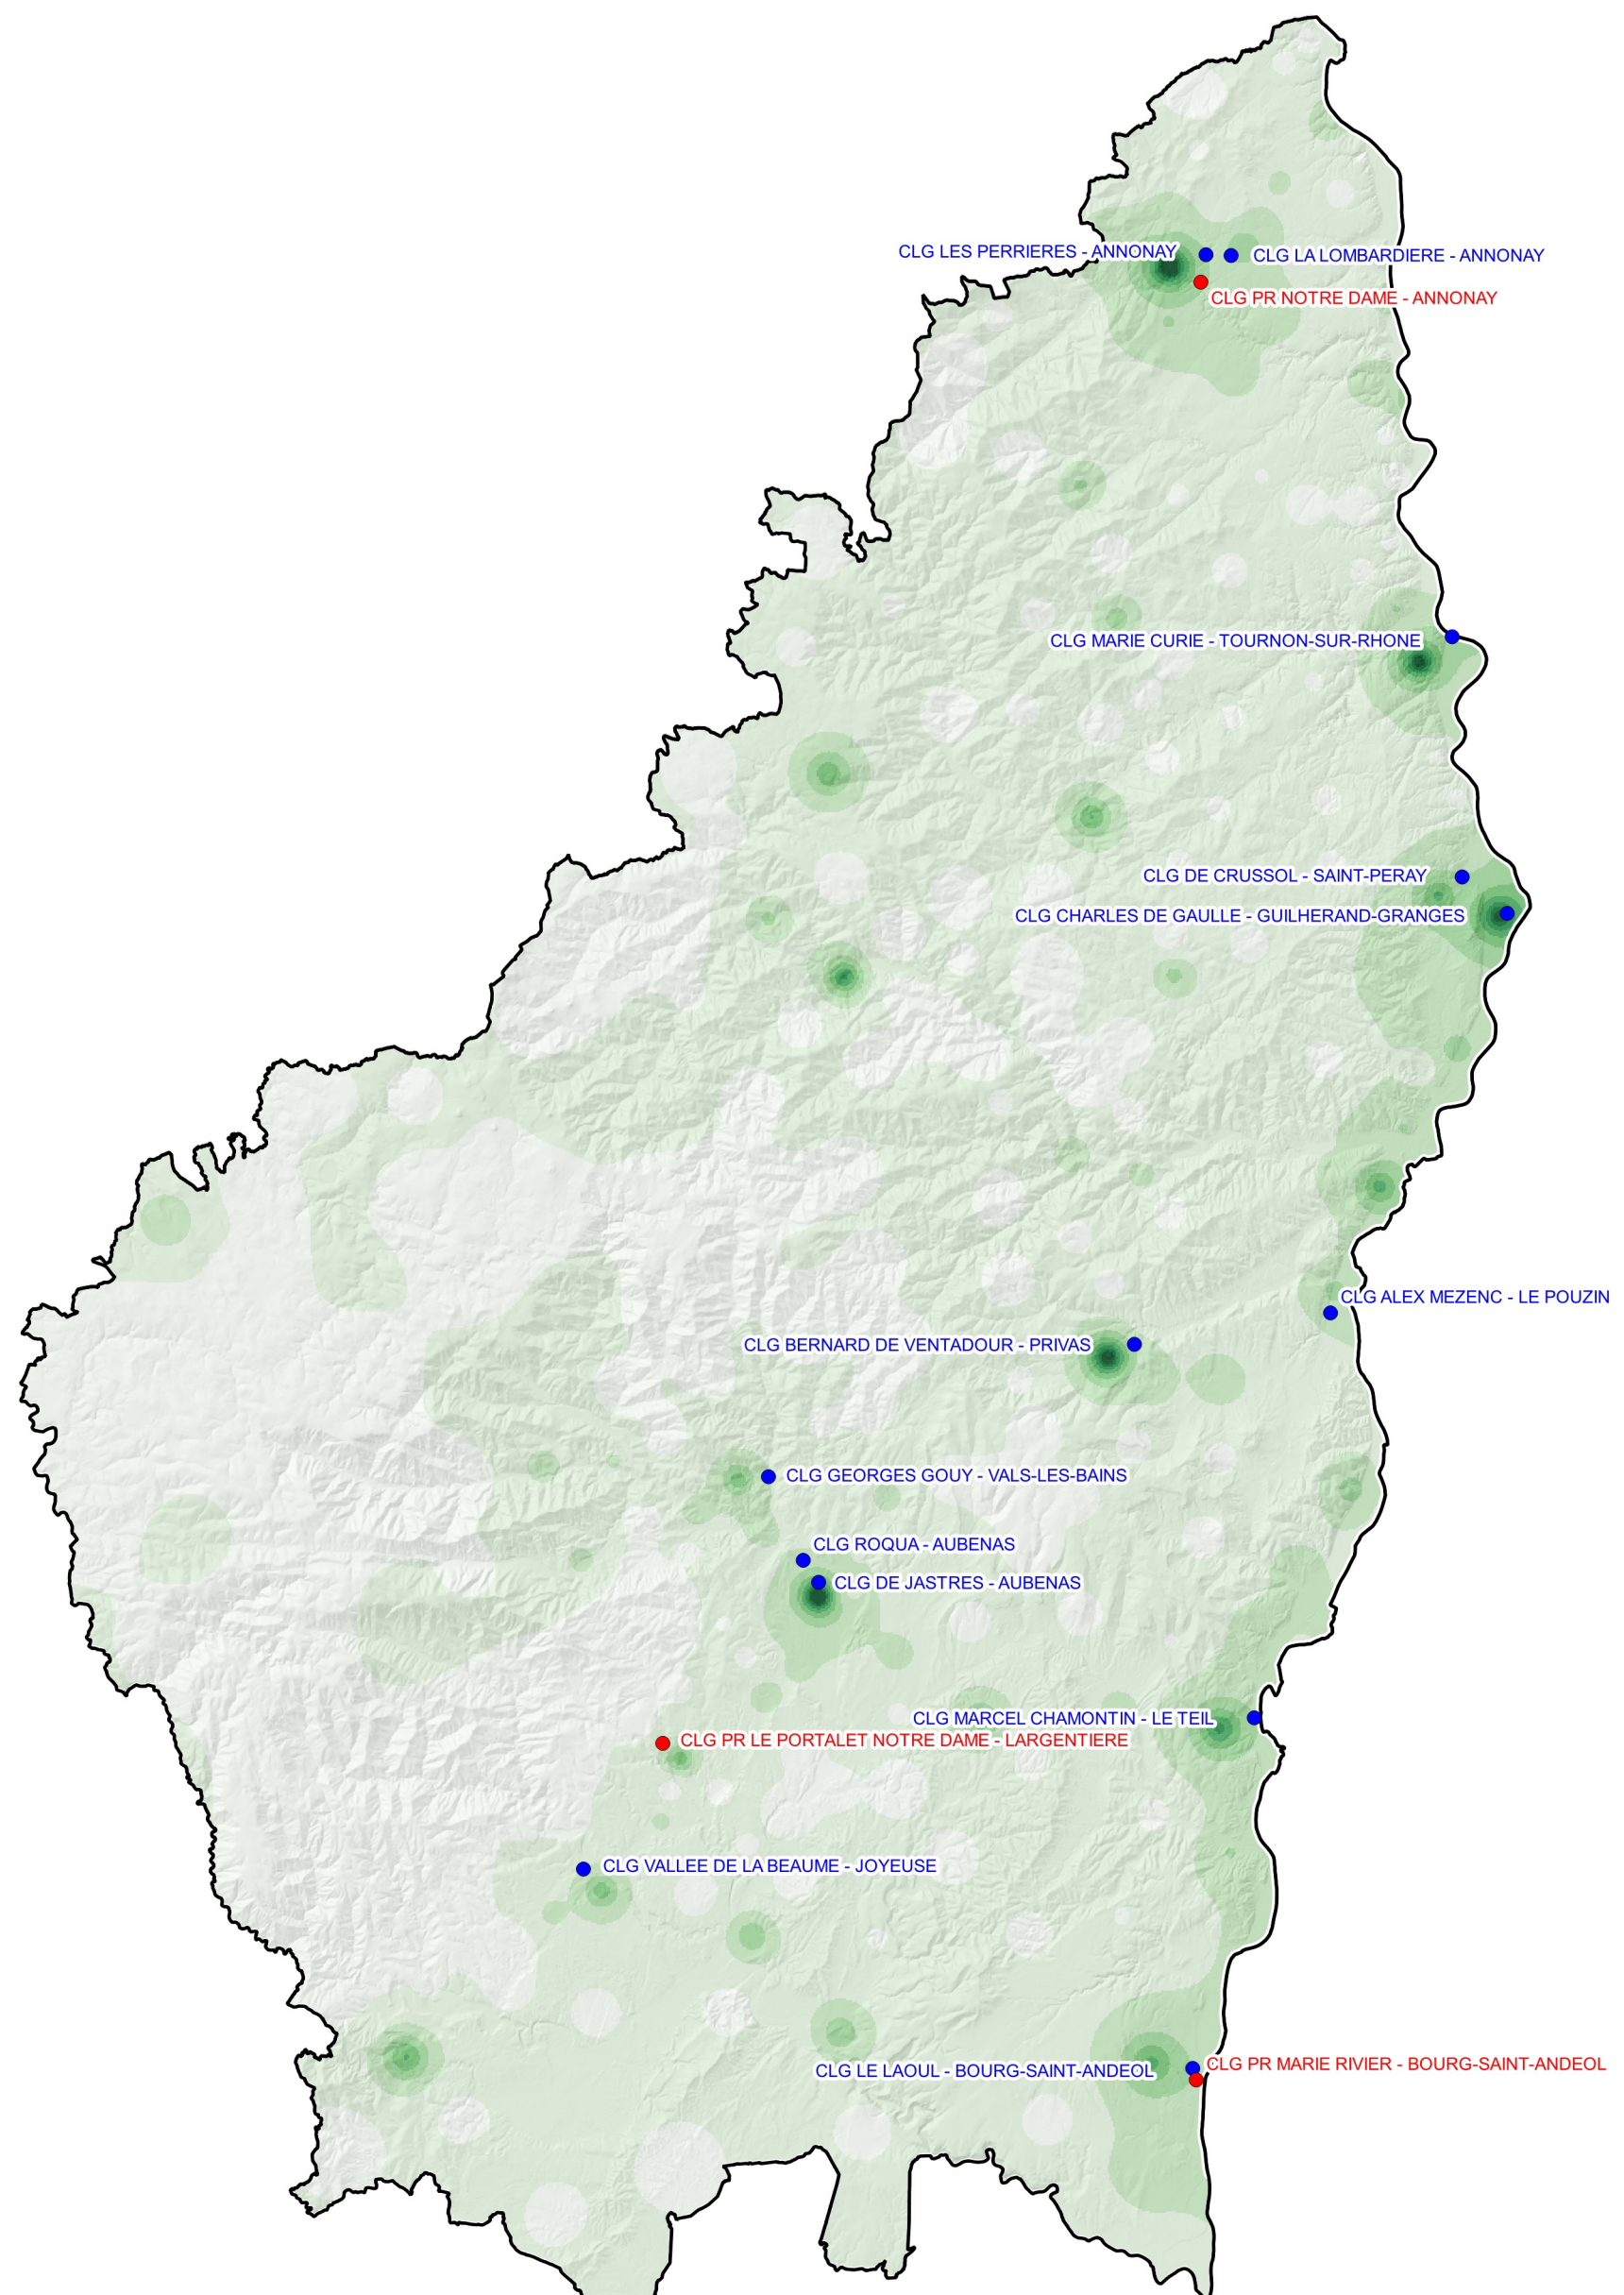 CLG LES PERRIERES - ANNONAY
CLG LA LOMBARDIERE - ANNONAY
CLG PR NOTRE DAME - ANNONAY
CLG MARIE CURIE - TOURNON-SUR-RHONE
CLG DE CRUSSOL - SAINT-PERAY
CLG CHARLES DE GAULLE - GUILHERAND-GRANGES
CLG ALEX MEZENC - LE POUZIN
CLG BERNARD DE VENTADOUR - PRIVAS
CLG GEORGES GOUY - VALS-LES-BAINS
CLG ROQUA - AUBENAS
CLG DE JASTRES - AUBENAS
CLG MARCEL CHAMONTIN - LE TEIL
CLG PR LE PORTALET NOTRE DAME - LARGENTIERE
CLG VALLEE DE LA BEAUME - JOYEUSE
CLG PR MARIE RIVIER - BOURG-SAINT-ANDEOL
CLG LE LAOUL - BOURG-SAINT-ANDEOL